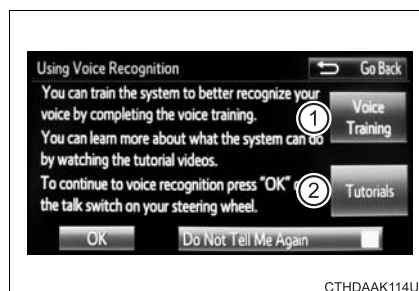 Using Voice Recognition
Go Back
You can train the system to better recognize your
voice by completing the voice training.
1
Voice
Training
You can learn more about what the system can do
by watching the tutorial videos.
To continue to voice recognition press "OK"
2
Tutorials
the talk switch on your steering wheel.
OK
Do Not Tell Me Again
CTHDAAK114U